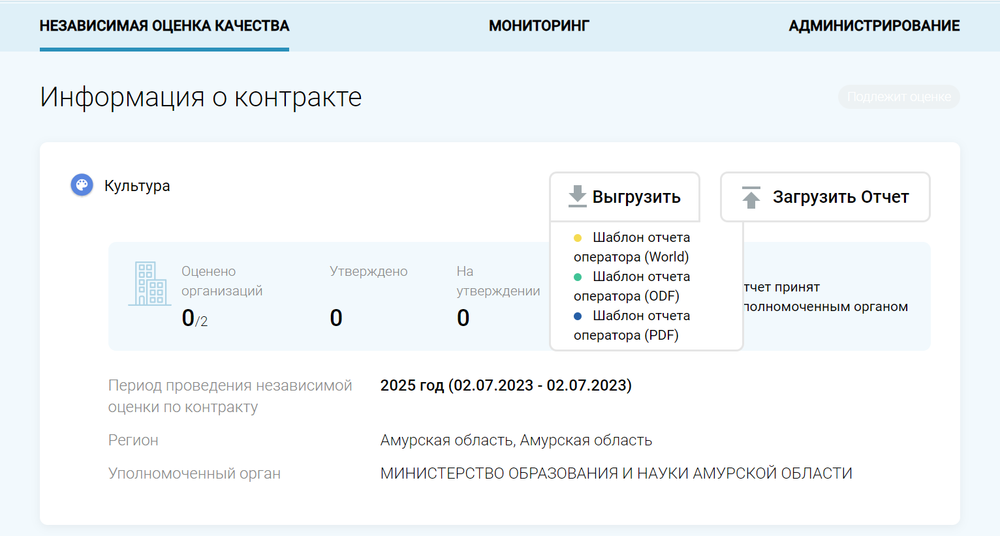 НЕЗАВИСИМАЯ ОЦЕНКА КАЧЕСТВА
МОНИТОРИНГ
АДМИНИСТРИРОВАНИЕ
Информация о контракте
Подлежит оценке
Культура
Выгрузить
Загрузить Отчет
Шаблон отчета
оператора (World)
Шаблон отчета
оператора (ODF)
Шаблон отчета
оператора (PDF)
Оценено
организаций
0/2
Утверждено
0
На
утверждении
0
тчет принят
полномоченным органом
Период проведения независимой
оценки по контракту
2025 год (02.07.2023 - 02.07.2023)
Регион
Амурская область, Амурская область
Уполномоченный орган
МИНИСТЕРСТВО ОБРАЗОВАНИЯ И НАУКИ АМУРСКОЙ ОБЛАСТИ